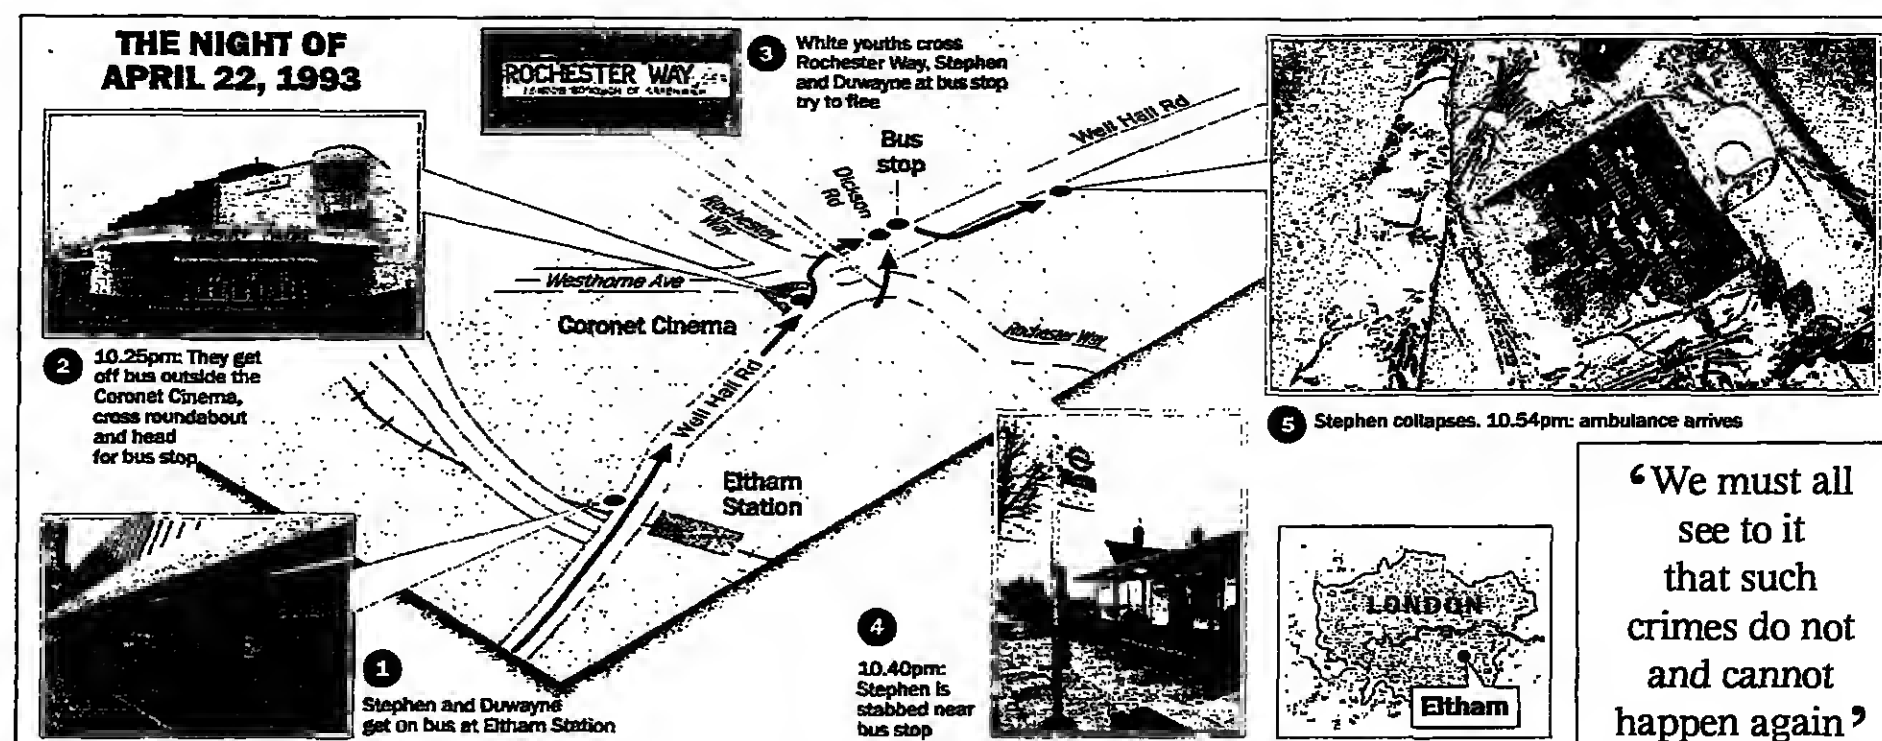 THE NIGHT OF
APRIL 22, 1993
ROCHESTER WAY
3
White youths cross
Rochester Way, Stephen
and Duwayne at bus stop
try to flee
Bus
stop
Well Hall Rd
Dickson
Rd
Rochester
Way
Westhorne Ave
Coronet Cinema
Rochester Way
Well Hall Rd
2
10.25pm: They get
off bus outside the
Coronet Cinema,
cross roundabout
and head
for bus stop
Eltham
Station
1
Stephen and Duwayne
get on bus at Eltham Station
4
10.40pm:
Stephen is
stabbed near
bus stop
5
Stephen collapses. 10.54pm: ambulance arrives
LONDON
Eltham
‘We must all
see to it
that such
crimes do not
and cannot
happen again’